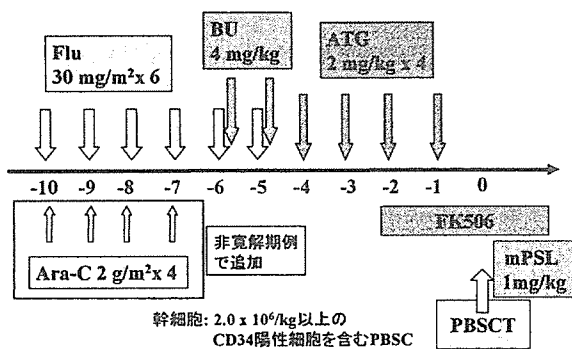 Flu
30 mg/m²x 6
BU
4 mg/kg
ATG
2 mg/kg x 4
-10 -9 -8 -7 -6 -5 -4 -3 -2 -1 0
Ara-C 2 g/m²x 4
非寛解期例
で追加
FK506
mPSL
1mg/kg
PBSCT
幹細胞: 2.0 x 10⁶/kg以上の
CD34陽性細胞を含むPBSC